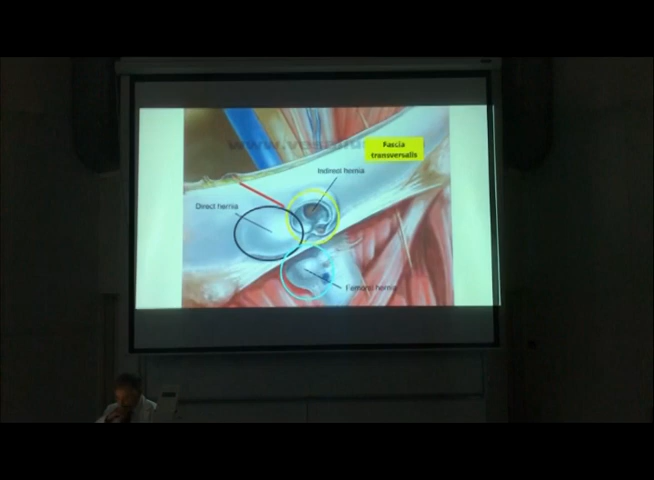 Fascia
transversalis
Indirect hernia
Direct hernia
Femoral hernia